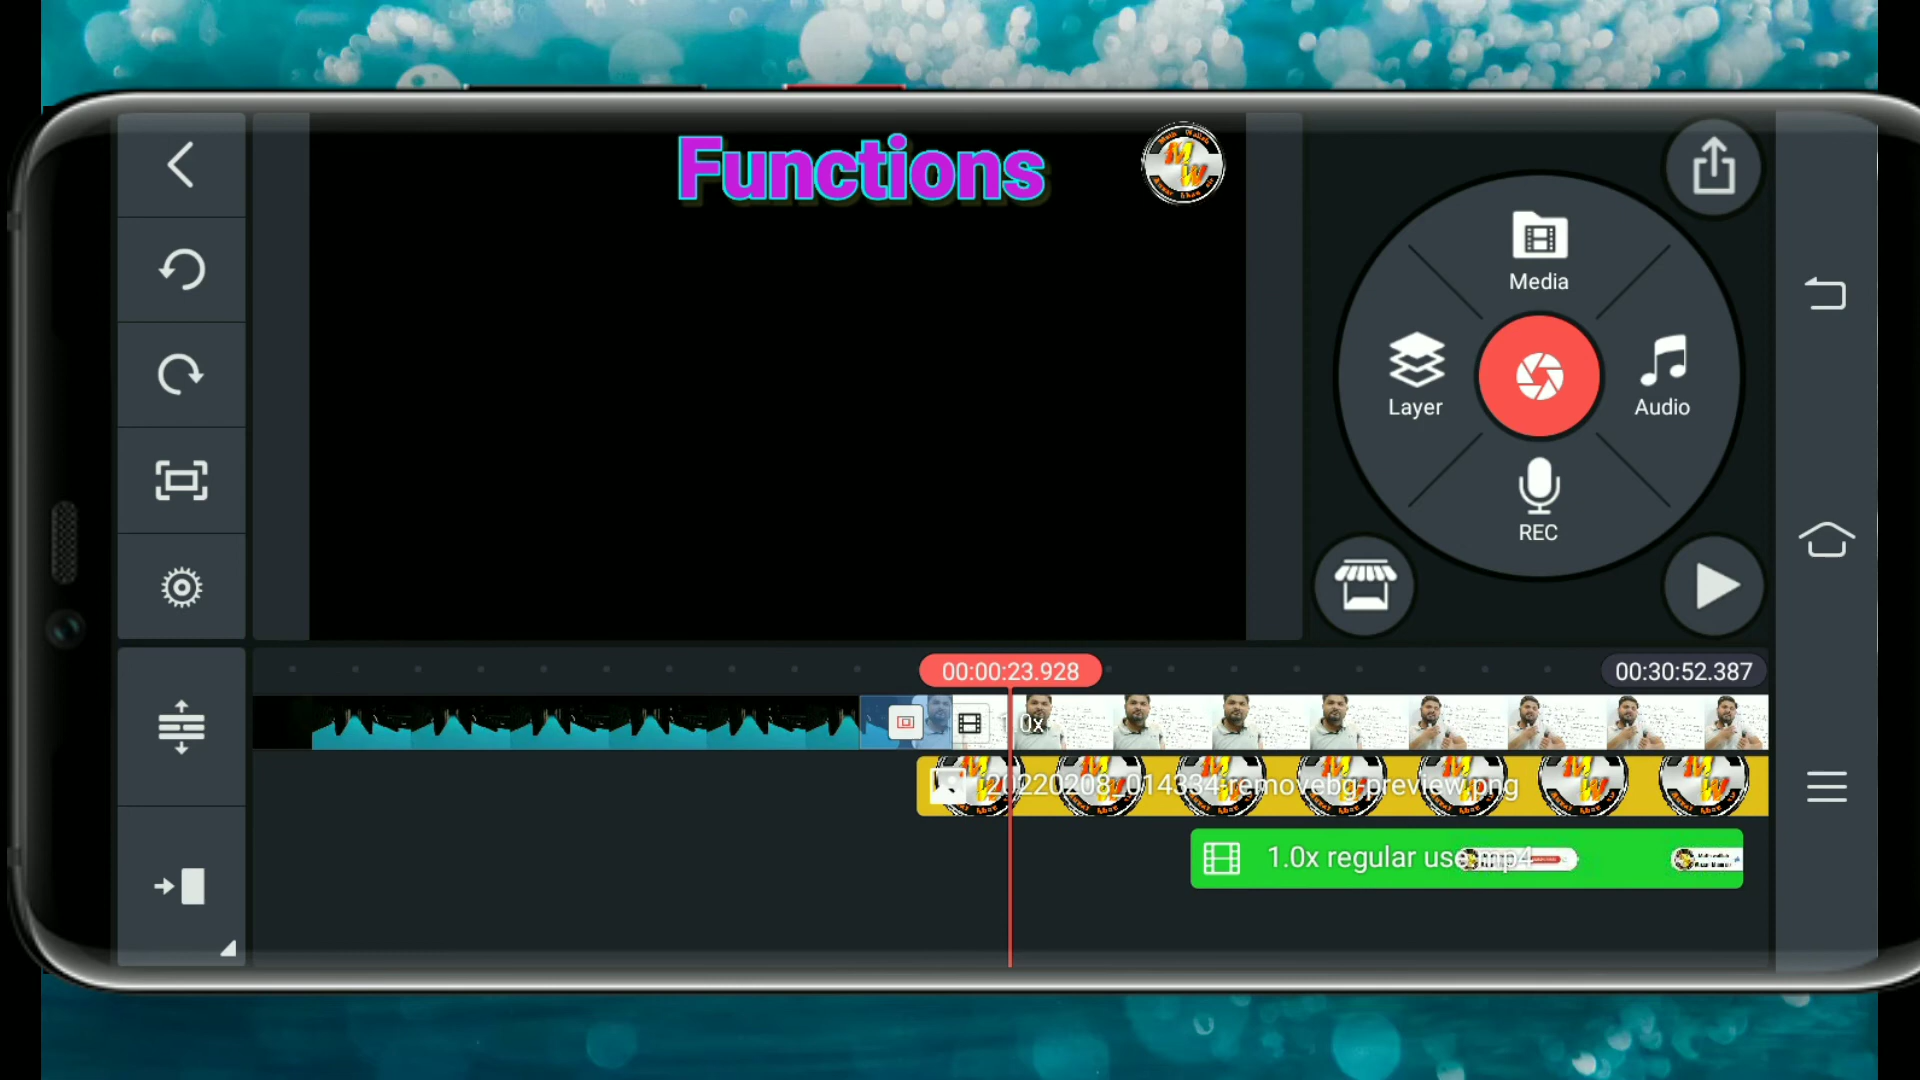 Functions
MW
Media
Layer
Audio
REC
00:00:23.928
00:30:52.387
1.0x
20220208_014334-removebg-preview.png
1.0x regular use.mp4